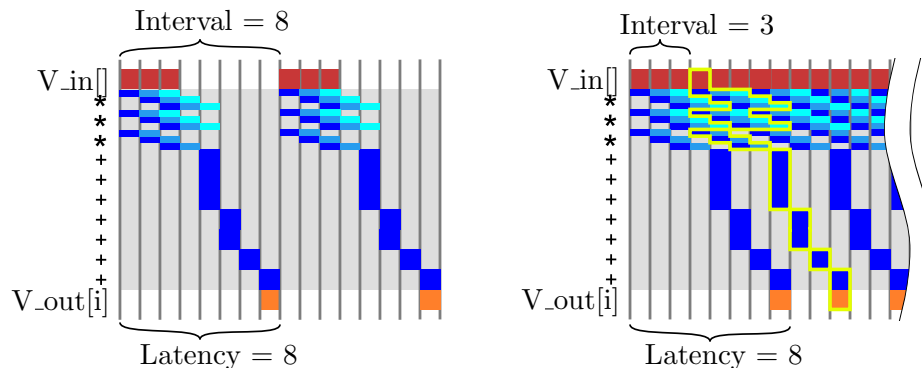 Interval = 8
Interval = 3
V_in[]
*
*
*
+
+
+
+
+
+
+
V_out[i]
Latency = 8
V_in[]
*
*
*
+
+
+
+
+
+
+
V_out[i]
Latency = 8